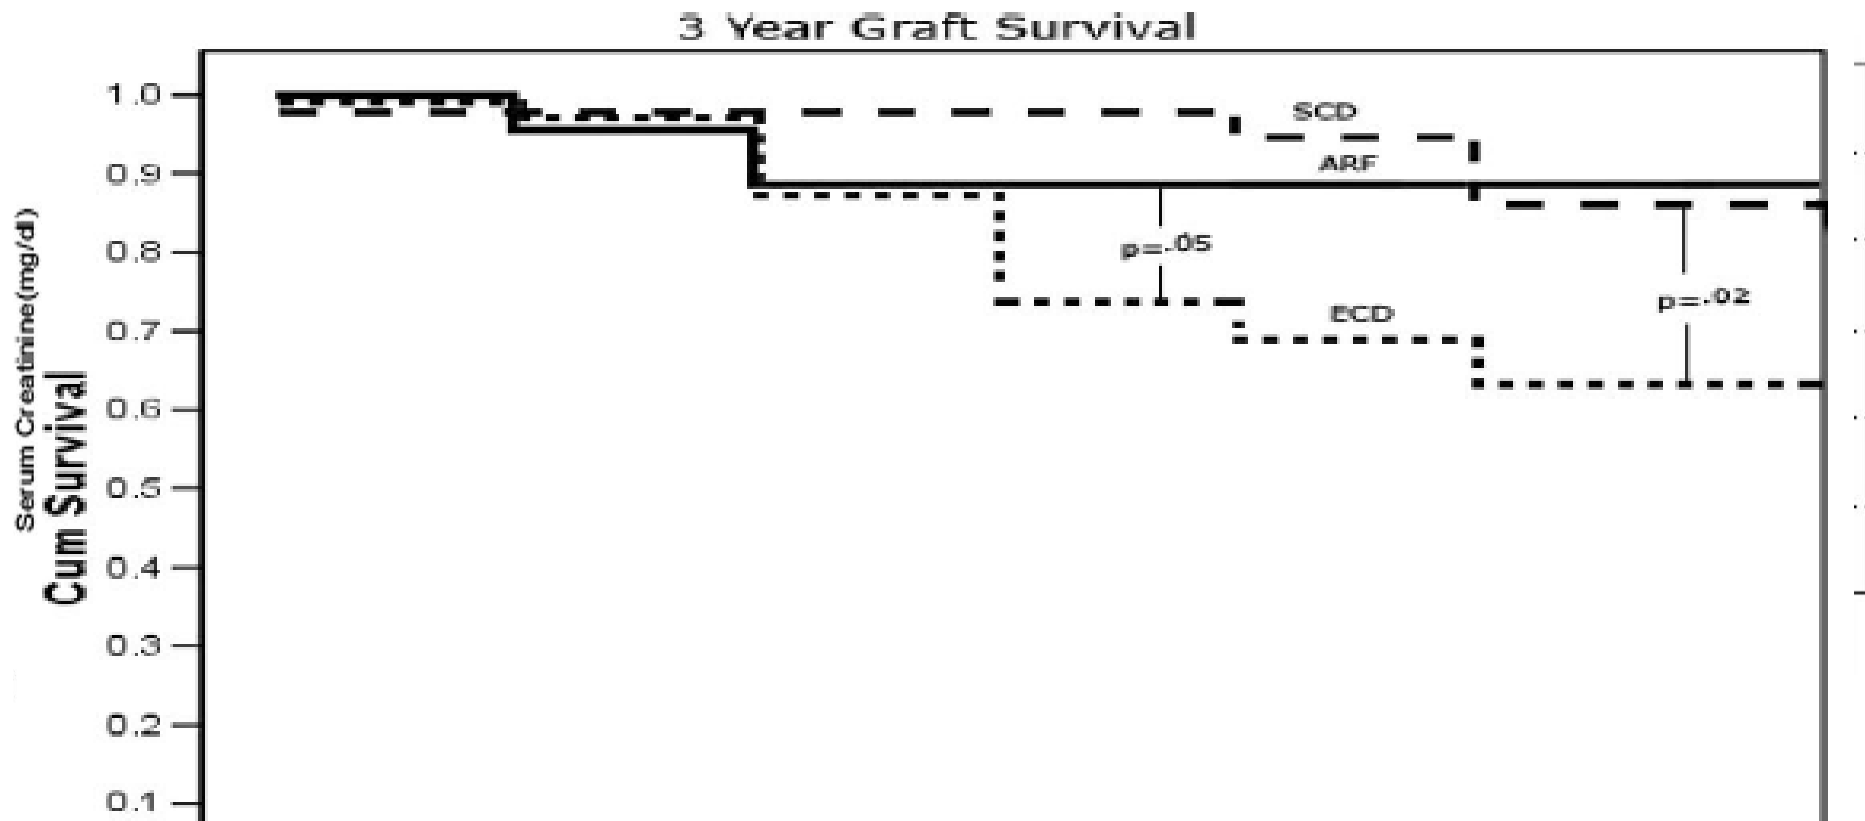 3 Year Graft Survival
Serum Creatinine(mg/dl)
Cum Survival
1.0
0.9
0.8
0.7
0.6
0.5
0.4
0.3
0.2
0.1
SCD
ARF
p=.05
ECD
p=.02